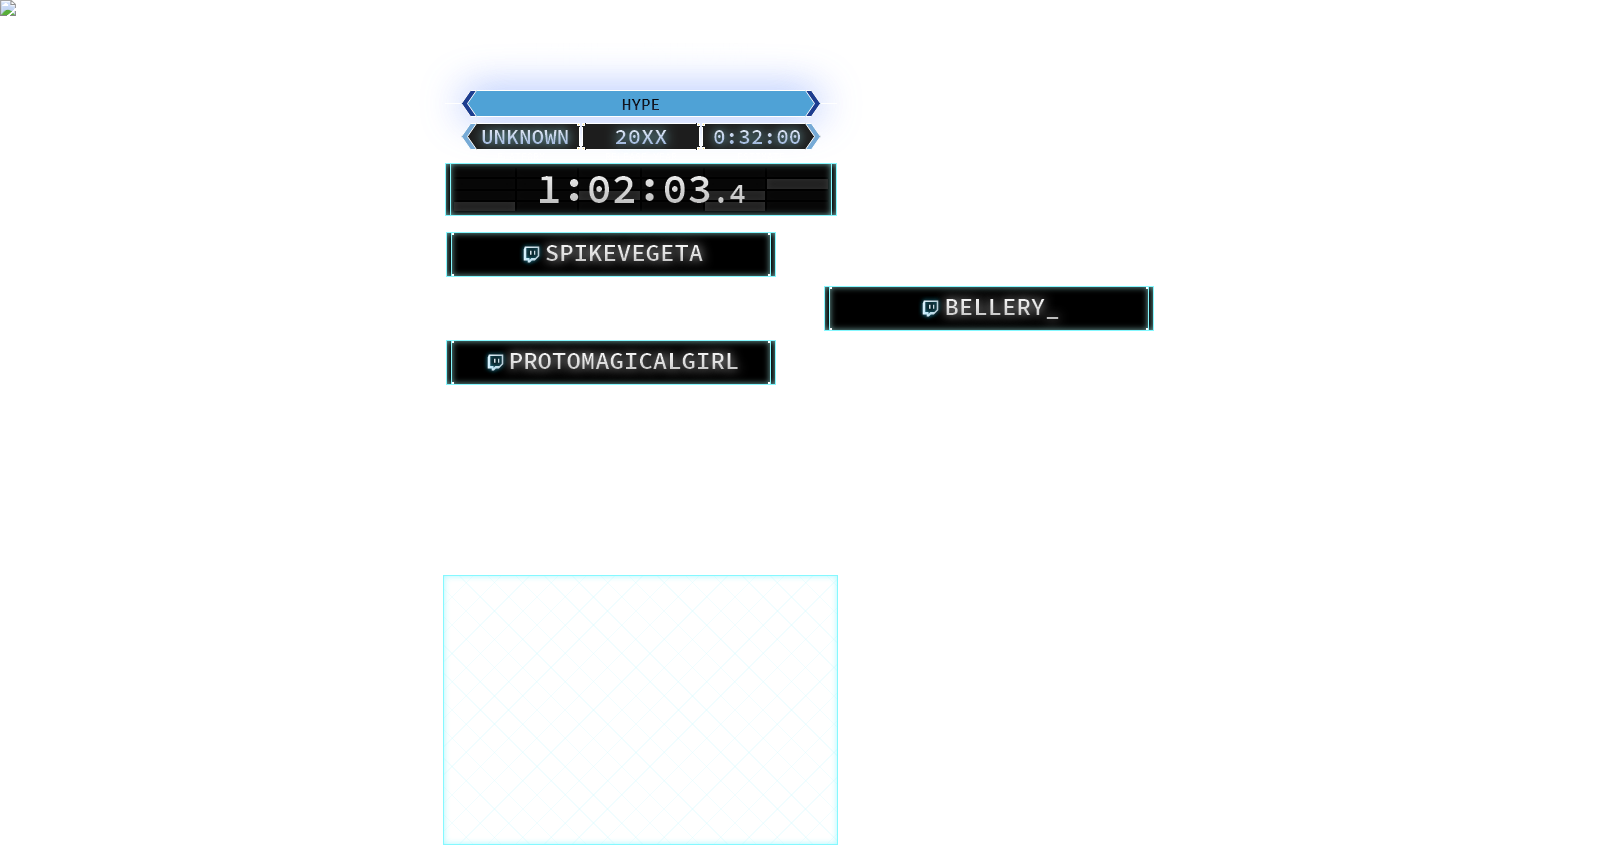 HYPE
UNKNOWN 20XX 0:32:00
1:02:03.4
SPIKEVEGETA
BELLERY_
PROTOMAGICALGIRL